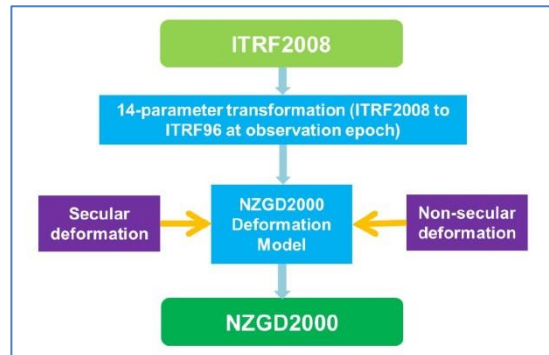 ITRF2008
14-parameter transformation (ITRF2008 to
ITRF96 at observation epoch)
Secular
deformation
NZGD2000
Deformation
Model
Non-secular
deformation
NZGD2000